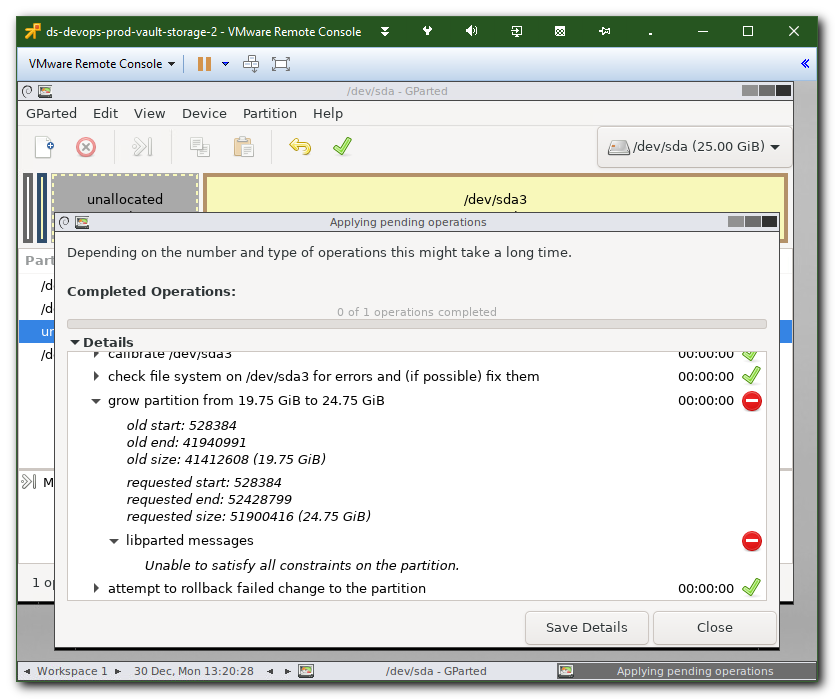 ds-devops-prod-vault-storage-2 - VMware Remote Console
VMware Remote Console
/dev/sda - GParted
GParted Edit View Device Partition Help
/dev/sda (25.00 GiB)
unallocated
/dev/sda3
Applying pending operations
Depending on the number and type of operations this might take a long time.
Part
Completed Operations:
/d
0 of 1 operations completed
/d
un
Details
/d
calibrate /dev/sda3 00:00:00
check file system on /dev/sda3 for errors and (if possible) fix them 00:00:00
grow partition from 19.75 GiB to 24.75 GiB 00:00:00
old start: 528384
old end: 41940991
old size: 41412608 (19.75 GiB)
requested start: 528384
M
requested end: 52428799
requested size: 51900416 (24.75 GiB)
libparted messages
Unable to satisfy all constraints on the partition.
1 op
attempt to rollback failed change to the partition 00:00:00
Save Details Close
Workspace 1 30 Dec, Mon 13:20:28 /dev/sda - GParted Applying pending operations